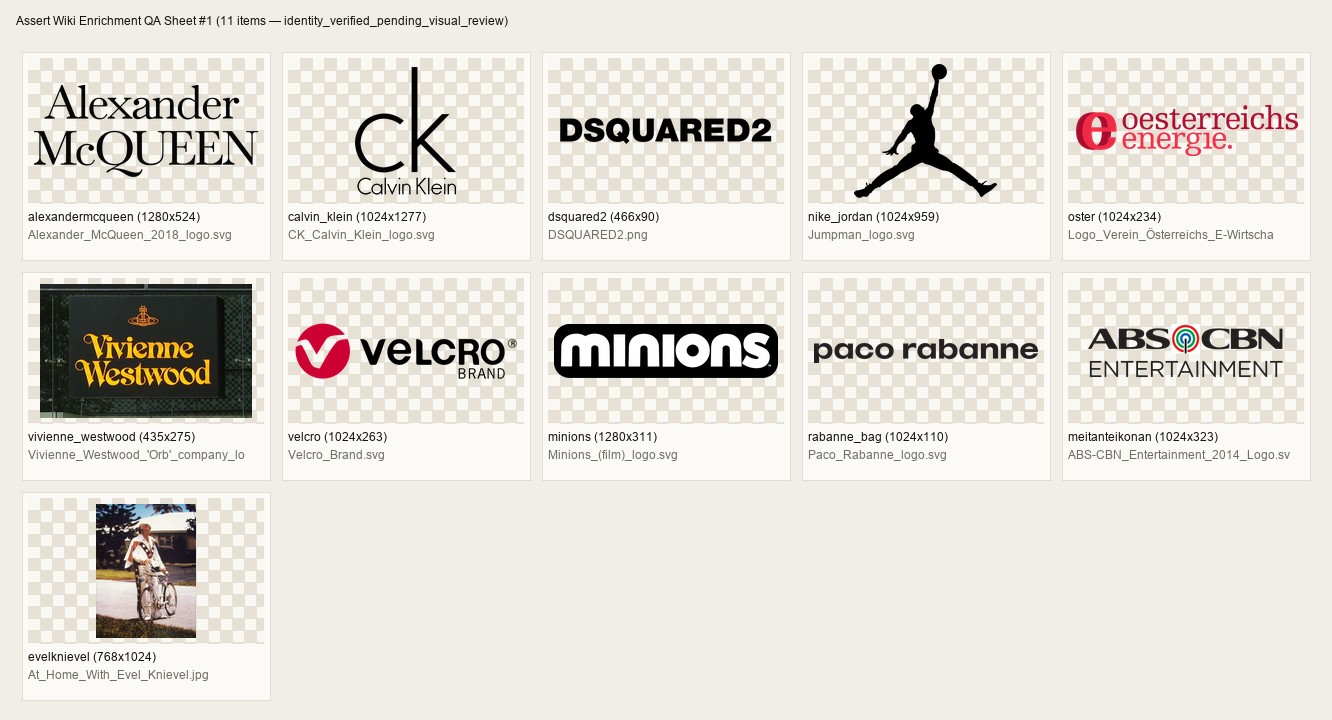 Assert Wiki Enrichment QA Sheet #1 (11 items — identity_verified_pending_visual_review)
Alexander
McQUEEN
alexandermcqueen (1280x524)
Alexander_McQueen_2018_logo.svg
ck
Calvin Klein
calvin_klein (1024x1277)
CK_Calvin_Klein_logo.svg
DSQUARED2
dsquared2 (466x90)
DSQUARED2.png
nike_jordan (1024x959)
Jumpman_logo.svg
e oesterreichs
energie.
oster (1024x234)
Logo_Verein_Österreichs_E-Wirtscha
Vivienne
Westwood
vivienne_westwood (435x275)
Vivienne_Westwood_'Orb'_company_lo
VELCRO®
BRAND
velcro (1024x263)
Velcro_Brand.svg
minions
minions (1280x311)
Minions_(film)_logo.svg
paco rabanne
rabanne_bag (1024x110)
Paco_Rabanne_logo.svg
ABS CBN
ENTERTAINMENT
meitanteikonan (1024x323)
ABS-CBN_Entertainment_2014_Logo.sv
evelknievel (768x1024)
At_Home_With_Evel_Knievel.jpg